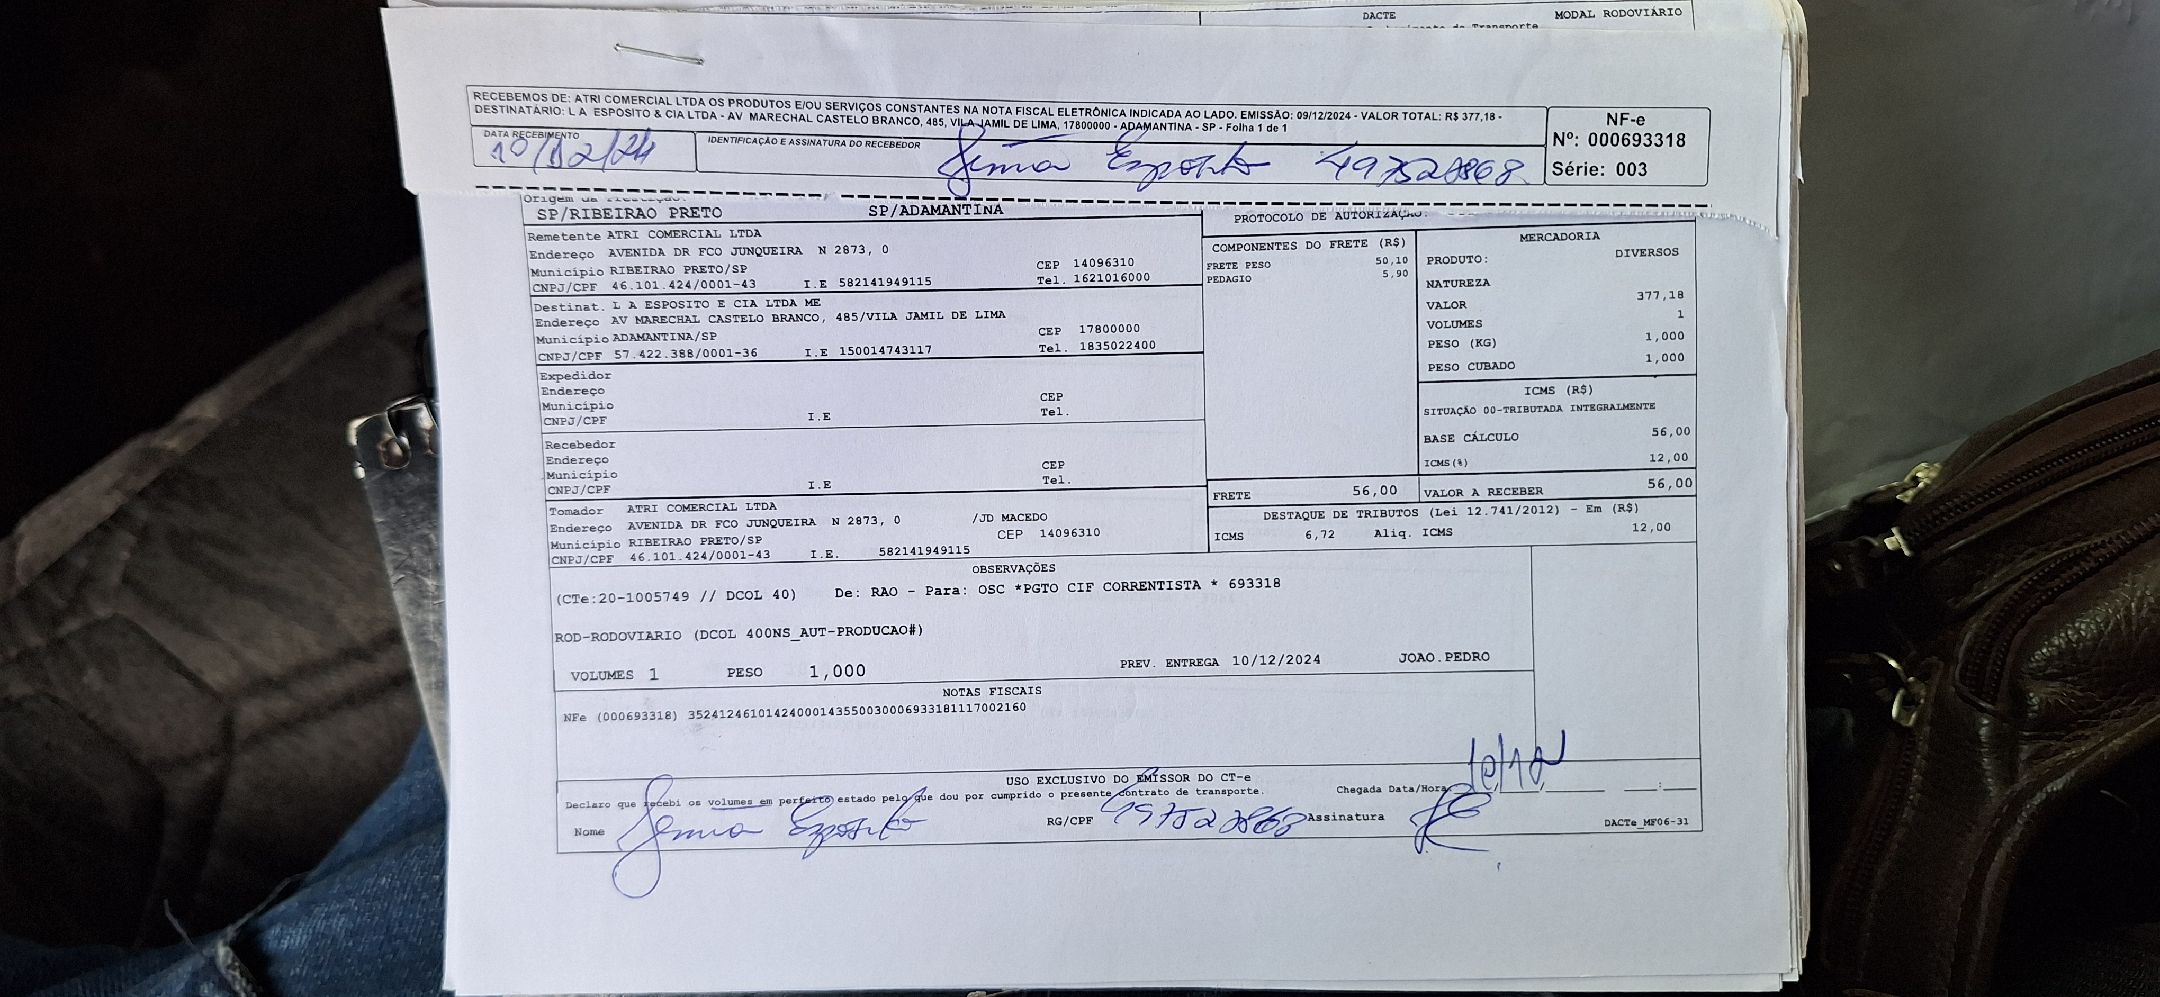 DACTE MODAL RODOVIÁRIO
RECEBEMOS DE: ATRI COMERCIAL LTDA OS PRODUTOS E/OU SERVIÇOS CONSTANTES NA NOTA FISCAL ELETRÔNICA INDICADA AO LADO. EMISSÃO: 09/12/2024 - VALOR TOTAL: R$ 377,18 -
DESTINATÁRIO: L A ESPOSITO & CIA LTDA - AV MARECHAL CASTELO BRANCO, 485, VILA JAMIL DE LIMA, 17800000 - ADAMANTINA - SP - Folha 1 de 1
DATA RECEBIMENTO
10/12/24
IDENTIFICAÇÃO E ASSINATURA DO RECEBEDOR
Esposito
NF-e
Nº: 000693318
Série: 003
SP/RIBEIRAO PRETO SP/ADAMANTINA
Remetente ATRI COMERCIAL LTDA
Endereço AVENIDA DR FCO JUNQUEIRA N 2873, 0
Município RIBEIRAO PRETO/SP CEP 14096310
CNPJ/CPF 46.101.424/0001-43 I.E 582141949115 Tel. 1621016000
Destinat. L A ESPOSITO E CIA LTDA ME
Endereço AV MARECHAL CASTELO BRANCO, 485/VILA JAMIL DE LIMA
Município ADAMANTINA/SP CEP 17800000
CNPJ/CPF 57.422.388/0001-36 I.E 150014743117 Tel. 1835022400
Expedidor
Endereço
Município CEP
CNPJ/CPF I.E Tel.
Recebedor
Endereço
Município CEP
CNPJ/CPF I.E Tel.
Tomador ATRI COMERCIAL LTDA
Endereço AVENIDA DR FCO JUNQUEIRA N 2873, 0 /JD MACEDO
Município RIBEIRAO PRETO/SP CEP 14096310
CNPJ/CPF 46.101.424/0001-43 I.E. 582141949115
PROTOCOLO DE AUTORIZAÇÃO:
COMPONENTES DO FRETE (R$)
FRETE PESO 50,10
PEDAGIO 5,90
FRETE 56,00
MERCADORIA
PRODUTO: DIVERSOS
NATUREZA
VALOR 377,18
VOLUMES 1
PESO (KG) 1,000
PESO CUBADO 1,000
ICMS (R$)
SITUAÇÃO 00-TRIBUTADA INTEGRALMENTE
BASE CÁLCULO 56,00
ICMS(%) 12,00
VALOR A RECEBER 56,00
DESTAQUE DE TRIBUTOS (Lei 12.741/2012) - Em (R$)
ICMS 6,72 Aliq. ICMS 12,00
OBSERVAÇÕES
(CTe:20-1005749 // DCOL 40) De: RAO - Para: OSC *PGTO CIF CORRENTISTA * 693318
ROD-RODOVIARIO (DCOL 400NS_AUT-PRODUCAO#)
VOLUMES 1 PESO 1,000 PREV. ENTREGA 10/12/2024 JOAO.PEDRO
NOTAS FISCAIS
NFe (000693318) 35241246101424000143550030006933181117002160
USO EXCLUSIVO DO EMISSOR DO CT-e
Declaro que recebi os volumes em perfeito estado pelo que dou por cumprido o presente contrato de transporte. Chegada Data/Hora 10/12
Nome Esposito RG/CPF Assinatura
DACTe_MF06-31